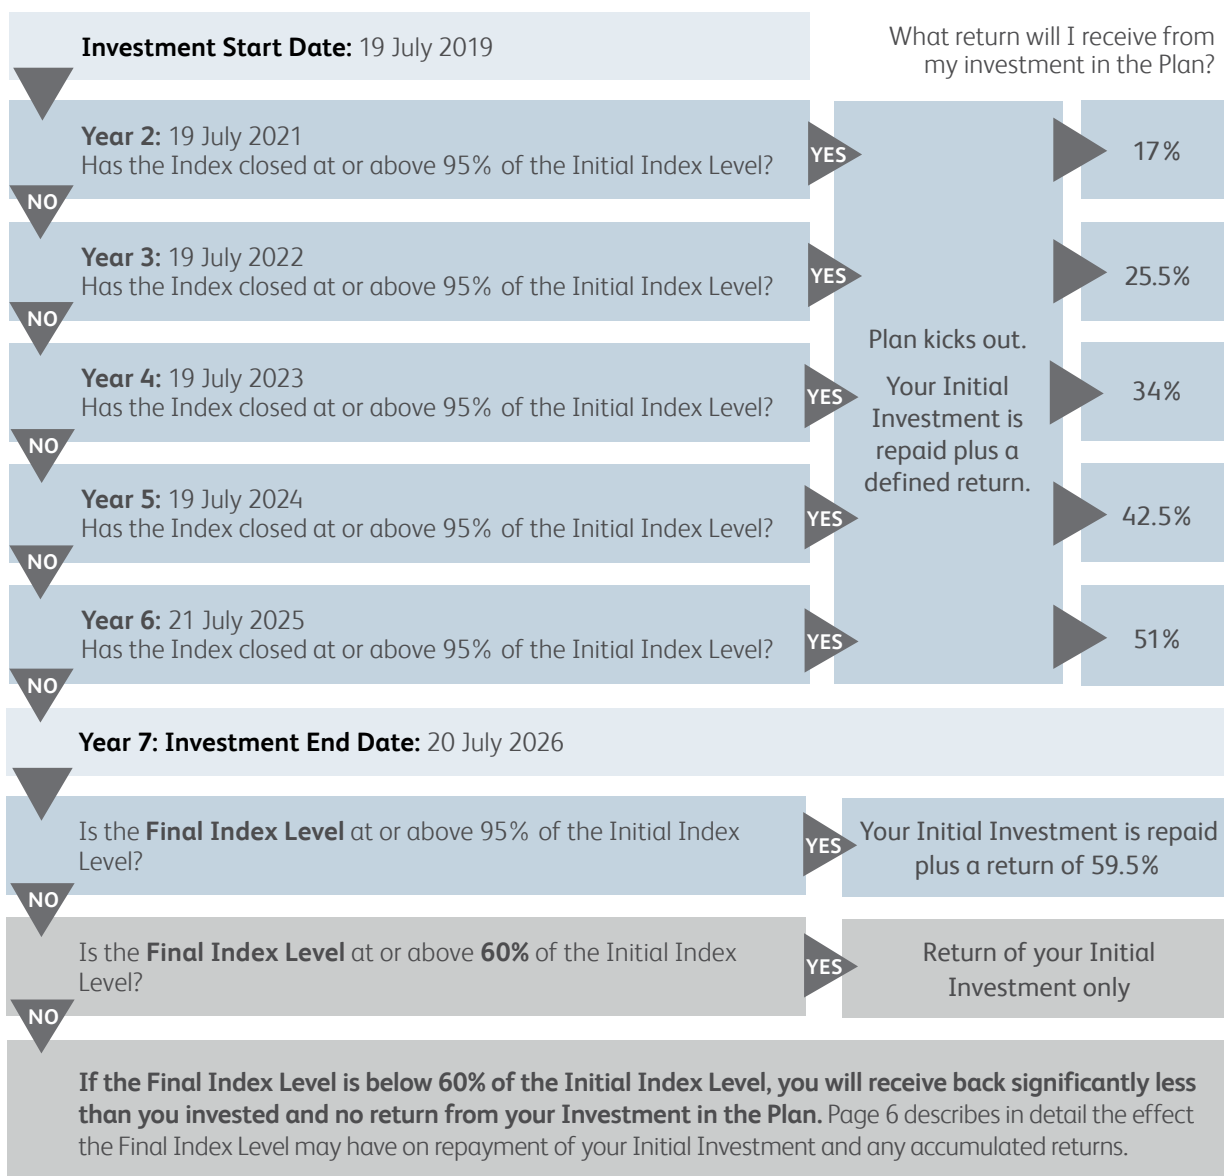 Investment Start Date: 19 July 2019
What return will I receive from
my investment in the Plan?
Year 2: 19 July 2021
Has the Index closed at or above 95% of the Initial Index Level?
YES
17%
NO
Year 3: 19 July 2022
Has the Index closed at or above 95% of the Initial Index Level?
YES
25.5%
NO
Plan kicks out.
Your Initial
Investment is
repaid plus a
defined return.
Year 4: 19 July 2023
Has the Index closed at or above 95% of the Initial Index Level?
YES
34%
NO
Year 5: 19 July 2024
Has the Index closed at or above 95% of the Initial Index Level?
YES
42.5%
NO
Year 6: 21 July 2025
Has the Index closed at or above 95% of the Initial Index Level?
YES
51%
NO
Year 7: Investment End Date: 20 July 2026
Is the Final Index Level at or above 95% of the Initial Index
Level?
YES
Your Initial Investment is repaid
plus a return of 59.5%
NO
Is the Final Index Level at or above 60% of the Initial Index
Level?
YES
Return of your Initial
Investment only
NO
If the Final Index Level is below 60% of the Initial Index Level, you will receive back significantly less
than you invested and no return from your Investment in the Plan. Page 6 describes in detail the effect
the Final Index Level may have on repayment of your Initial Investment and any accumulated returns.